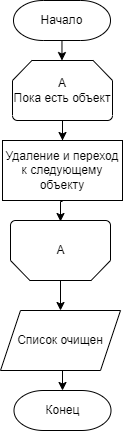 Начало
А
Пока есть объект
Удаление и переход
к следующему
объекту
А
Список очищен
Конец